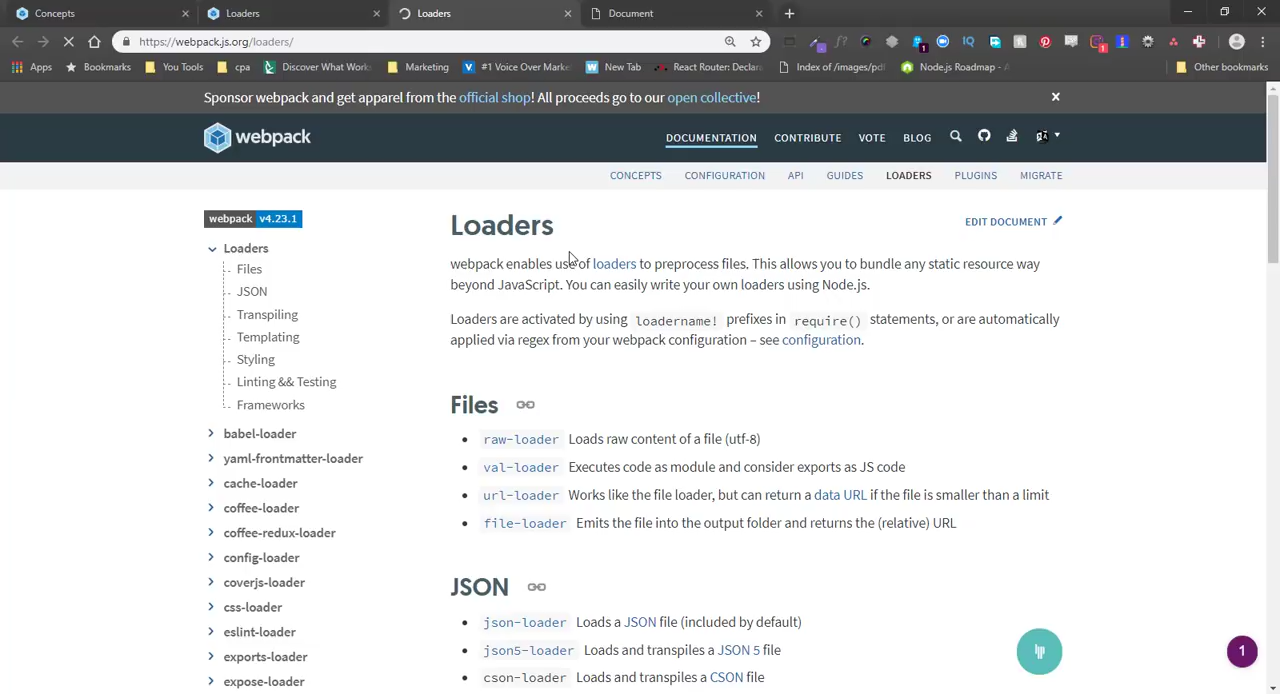 Concepts
Loaders
Loaders
Document
https://webpack.js.org/loaders/
Apps
Bookmarks
You Tools
cpa
Discover What Work
Marketing
#1 Voice Over Marke
New Tab
React Router: Decla
Index of /images/pdf
Node.js Roadmap - A
Other bookmarks
Sponsor webpack and get apparel from the official shop! All proceeds go to our open collective!
webpack
DOCUMENTATION
CONTRIBUTE
VOTE
BLOG
CONCEPTS
CONFIGURATION
API
GUIDES
LOADERS
PLUGINS
MIGRATE
webpack v4.23.1
Loaders
Files
JSON
Transpiling
Templating
Styling
Linting && Testing
Frameworks
babel-loader
yaml-frontmatter-loader
cache-loader
coffee-loader
coffee-redux-loader
config-loader
coverjs-loader
css-loader
eslint-loader
exports-loader
expose-loader
Loaders
EDIT DOCUMENT
webpack enables use of loaders to preprocess files. This allows you to bundle any static resource way
beyond JavaScript. You can easily write your own loaders using Node.js.
Loaders are activated by using loadername! prefixes in require() statements, or are automatically
applied via regex from your webpack configuration – see configuration.
Files
raw-loader Loads raw content of a file (utf-8)
val-loader Executes code as module and consider exports as JS code
url-loader Works like the file loader, but can return a data URL if the file is smaller than a limit
file-loader Emits the file into the output folder and returns the (relative) URL
JSON
json-loader Loads a JSON file (included by default)
json5-loader Loads and transpiles a JSON 5 file
cson-loader Loads and transpiles a CSON file
1